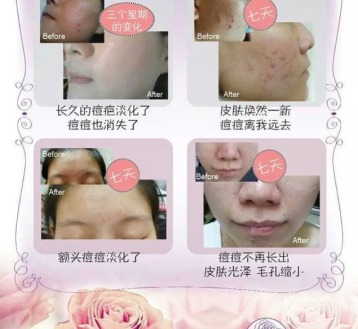 三个星期
的变化
Before
After
长久的痘疤淡化了
痘痘也消失了
七天
Before
After
皮肤焕然一新
痘痘离我远去
Before
七天
After
额头痘痘淡化了
七天
Before
After
痘痘不再长出
皮肤光泽 毛孔缩小